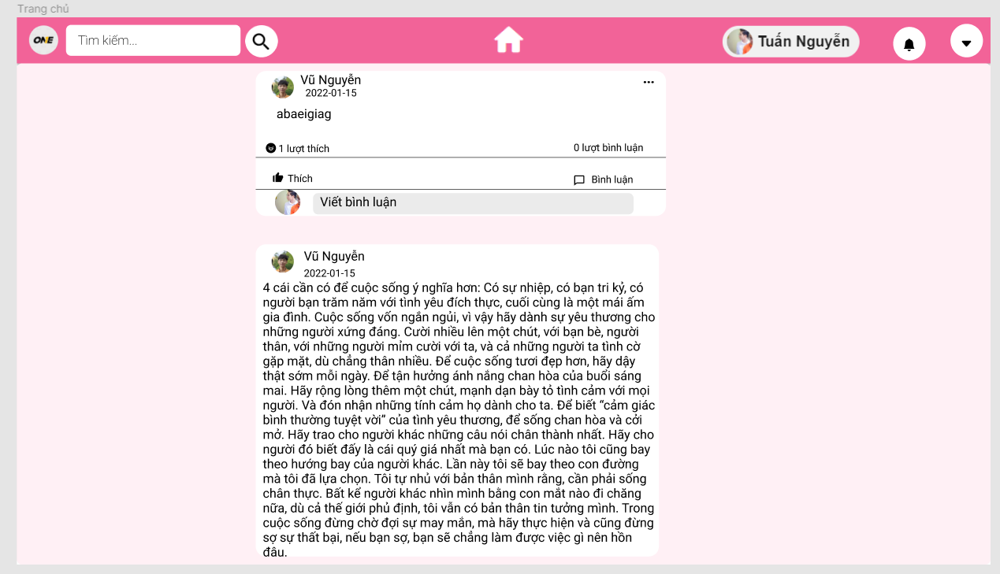 Trang chủ
ONE
Tìm kiếm...
Tuấn Nguyễn
Vũ Nguyễn
2022-01-15
abaeigiag
1 lượt thích
0 lượt bình luận
Thích
Bình luận
Viết bình luận
Vũ Nguyễn
2022-01-15
4 cái cần có để cuộc sống ý nghĩa hơn: Có sự nhiệp, có bạn tri kỷ, có
người bạn trăm năm với tình yêu đích thực, cuối cùng là một mái ấm
gia đình. Cuộc sống vốn ngắn ngủi, vì vậy hãy dành sự yêu thương cho
những người xứng đáng. Cười nhiều lên một chút, với bạn bè, người
thân, với những người mỉm cười với ta, và cả những người ta tình cờ
gặp mặt, dù chẳng thân nhiều. Để cuộc sống tươi đẹp hơn, hãy dậy
thật sớm mỗi ngày. Để tận hưởng ánh nắng chan hòa của buổi sáng
mai. Hãy rộng lòng thêm một chút, mạnh dạn bày tỏ tình cảm với mọi
người. Và đón nhận những tính cảm họ dành cho ta. Để biết “cảm giác
bình thường tuyệt vời” của tình yêu thương, để sống chan hòa và cởi
mở. Hãy trao cho người khác những câu nói chân thành nhất. Hãy cho
người đó biết đấy là cái quý giá nhất mà bạn có. Lúc nào tôi cũng bay
theo hướng bay của người khác. Lần này tôi sẽ bay theo con đường
mà tôi đã lựa chọn. Tôi tự nhủ với bản thân mình rằng, cần phải sống
chân thực. Bất kể người khác nhìn mình bằng con mắt nào đi chăng
nữa, dù cả thế giới phủ định, tôi vẫn có bản thân tin tưởng mình. Trong
cuộc sống đừng chờ đợi sự may mắn, mà hãy thực hiện và cũng đừng
sợ sự thất bại, nếu bạn sợ, bạn sẽ chẳng làm được việc gì nên hồn
đâu.